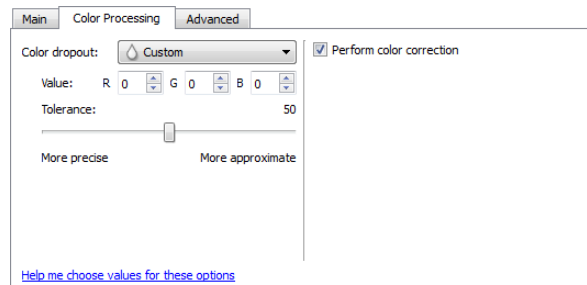 Main Color Processing Advanced
Color dropout: Custom Perform color correction
Value: R 0 G 0 B 0
Tolerance: 50
More precise More approximate
Help me choose values for these options